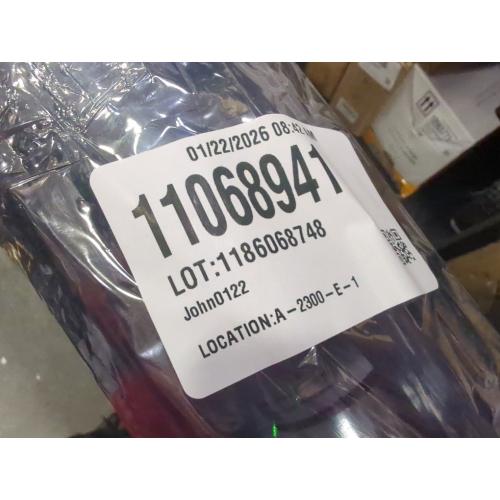 01/22/2026 08:42 AM
11068941
LOT:1186068748
John0122
LOCATION:A-2300-E-1